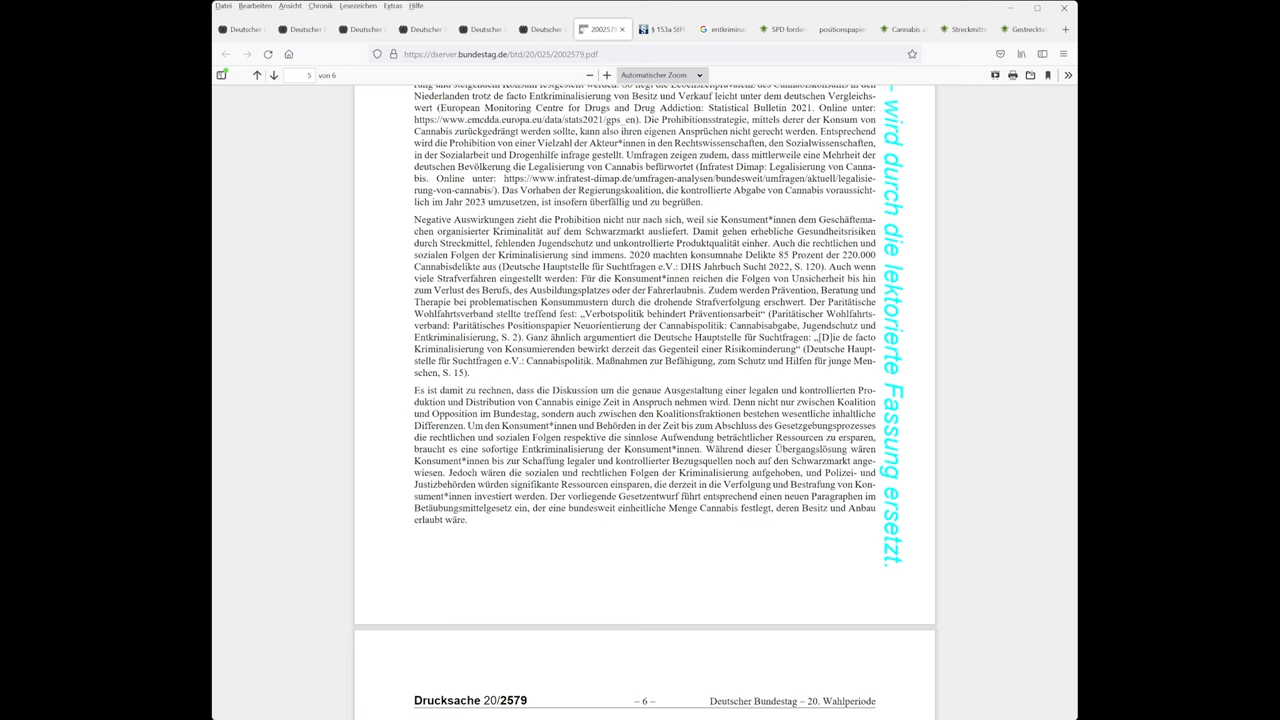 Datei Bearbeiten Ansicht Chronik Lesezeichen Extras Hilfe
Deutscher Deutscher Deutscher Deutscher Deutscher Deutscher 2002579 § 153a StPO entkriminal SPD forder positionspapie Cannabis al Streckmitte Gestreckte
https://dserver.bundestag.de/btd/20/025/2002579.pdf
5 von 6 Automatischer Zoom
Niederlanden trotz de facto Entkriminalisierung von Besitz und Verkauf leicht unter dem deutschen Vergleichs-
wert (European Monitoring Centre for Drugs and Drug Addiction: Statistical Bulletin 2021. Online unter:
https://www.emcdda.europa.eu/data/stats2021/gps_en). Die Prohibitionsstrategie, mittels derer der Konsum von
Cannabis zurückgedrängt werden sollte, kann also ihren eigenen Ansprüchen nicht gerecht werden. Entsprechend
wird die Prohibition von einer Vielzahl der Akteur*innen in den Rechtswissenschaften, den Sozialwissenschaften,
in der Sozialarbeit und Drogenhilfe infrage gestellt. Umfragen zeigen zudem, dass mittlerweile eine Mehrheit der
deutschen Bevölkerung die Legalisierung von Cannabis befürwortet (Infratest Dimap: Legalisierung von Canna-
bis. Online unter: https://www.infratest-dimap.de/umfragen-analysen/bundesweit/umfragen/aktuell/legalisie-
rung-von-cannabis/). Das Vorhaben der Regierungskoalition, die kontrollierte Abgabe von Cannabis voraussicht-
lich im Jahr 2023 umzusetzen, ist insofern überfällig und zu begrüßen.
Negative Auswirkungen zieht die Prohibition nicht nur nach sich, weil sie Konsument*innen dem Geschäftema-
chen organisierter Kriminalität auf dem Schwarzmarkt ausliefert. Damit gehen erhebliche Gesundheitsrisiken
durch Streckmittel, fehlenden Jugendschutz und unkontrollierte Produktqualität einher. Auch die rechtlichen und
sozialen Folgen der Kriminalisierung sind immens. 2020 machten konsumnahe Delikte 85 Prozent der 220.000
Cannabisdelikte aus (Deutsche Hauptstelle für Suchtfragen e.V.: DHS Jahrbuch Sucht 2022, S. 120). Auch wenn
viele Strafverfahren eingestellt werden: Für die Konsument*innen reichen die Folgen von Unsicherheit bis hin
zum Verlust des Berufs, des Ausbildungsplatzes oder der Fahrerlaubnis. Zudem werden Prävention, Beratung und
Therapie bei problematischen Konsummustern durch die drohende Strafverfolgung erschwert. Der Paritätische
Wohlfahrtsverband stellte treffend fest: „Verbotspolitik behindert Präventionsarbeit“ (Paritätischer Wohlfahrts-
verband: Paritätisches Positionspapier Neuorientierung der Cannabispolitik: Cannabisabgabe, Jugendschutz und
Entkriminalisierung, S. 2). Ganz ähnlich argumentiert die Deutsche Hauptstelle für Suchtfragen: „[D]ie de facto
Kriminalisierung von Konsumierenden bewirkt derzeit das Gegenteil einer Risikominderung“ (Deutsche Haupt-
stelle für Suchtfragen e.V.: Cannabispolitik. Maßnahmen zur Befähigung, zum Schutz und Hilfen für junge Men-
schen, S. 15).
Es ist damit zu rechnen, dass die Diskussion um die genaue Ausgestaltung einer legalen und kontrollierten Pro-
duktion und Distribution von Cannabis einige Zeit in Anspruch nehmen wird. Denn nicht nur zwischen Koalition
und Opposition im Bundestag, sondern auch zwischen den Koalitionsfraktionen bestehen wesentliche inhaltliche
Differenzen. Um den Konsument*innen und Behörden in der Zeit bis zum Abschluss des Gesetzgebungsprozesses
die rechtlichen und sozialen Folgen respektive die sinnlose Aufwendung beträchtlicher Ressourcen zu ersparen,
braucht es eine sofortige Entkriminalisierung der Konsument*innen. Während dieser Übergangslösung wären
Konsument*innen bis zur Schaffung legaler und kontrollierter Bezugsquellen noch auf den Schwarzmarkt ange-
wiesen. Jedoch wären die sozialen und rechtlichen Folgen der Kriminalisierung aufgehoben, und Polizei- und
Justizbehörden würden signifikante Ressourcen einsparen, die derzeit in die Verfolgung und Bestrafung von Kon-
sument*innen investiert werden. Der vorliegende Gesetzentwurf führt entsprechend einen neuen Paragraphen im
Betäubungsmittelgesetz ein, der eine bundesweit einheitliche Menge Cannabis festlegt, deren Besitz und Anbau
erlaubt wäre.
- wird durch die lektorierte Fassung ersetzt.
Drucksache 20/2579 – 6 – Deutscher Bundestag – 20. Wahlperiode